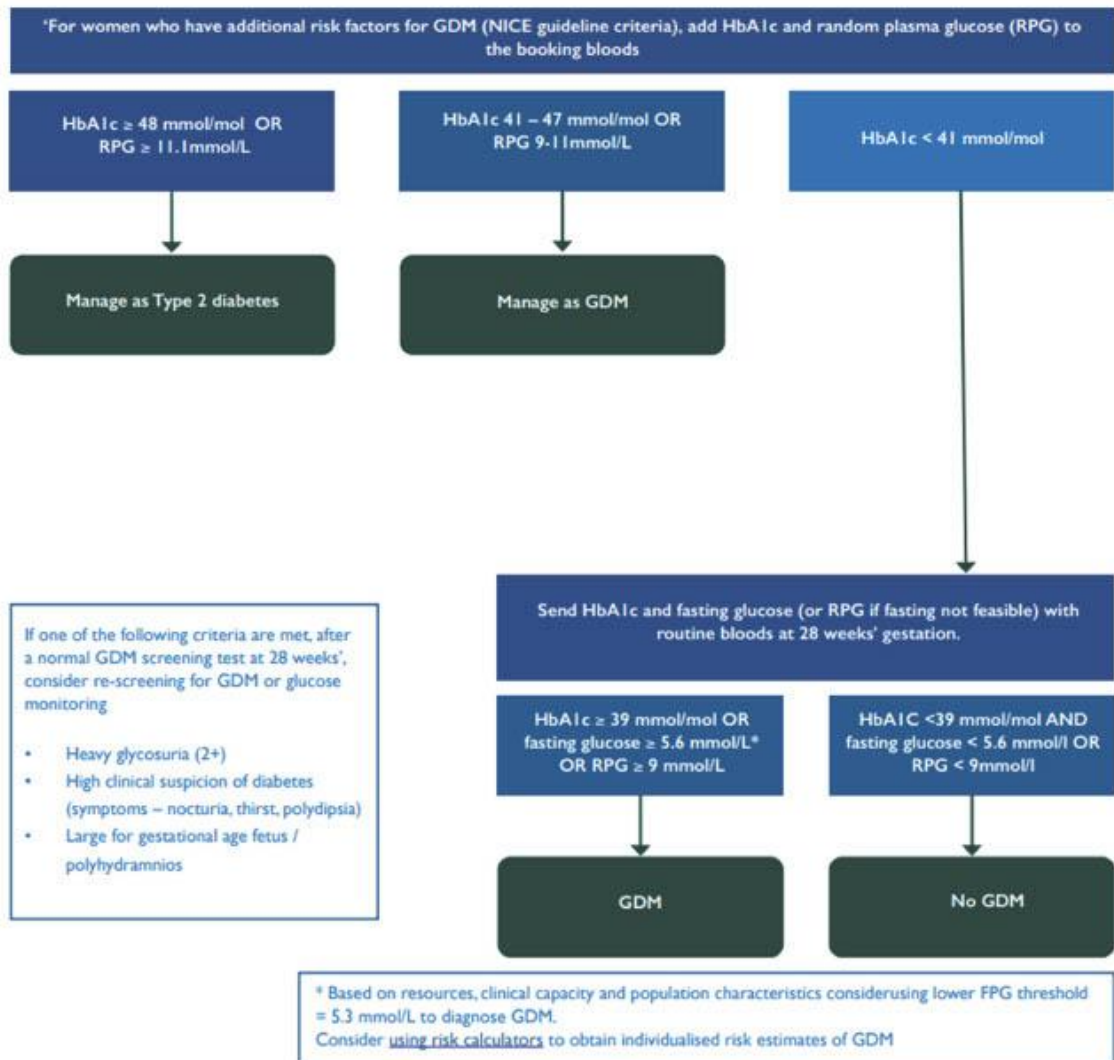 *For women who have additional risk factors for GDM (NICE guideline criteria), add HbA1c and random plasma glucose (RPG) to
the booking bloods
HbA1c ≥ 48 mmol/mol OR
RPG ≥ 11.1mmol/L
HbA1c 41 – 47 mmol/mol OR
RPG 9-11mmol/L
HbA1c < 41 mmol/mol
Manage as Type 2 diabetes
Manage as GDM
Send HbA1c and fasting glucose (or RPG if fasting not feasible) with
routine bloods at 28 weeks' gestation.
If one of the following criteria are met, after
a normal GDM screening test at 28 weeks',
consider re-screening for GDM or glucose
monitoring
• Heavy glycosuria (2+)
• High clinical suspicion of diabetes
(symptoms – nocturia, thirst, polydipsia)
• Large for gestational age fetus /
polyhydramnios
HbA1c ≥ 39 mmol/mol OR
fasting glucose ≥ 5.6 mmol/L*
OR RPG ≥ 9 mmol/L
HbA1C <39 mmol/mol AND
fasting glucose < 5.6 mmol/l OR
RPG < 9mmol/l
GDM
No GDM
* Based on resources, clinical capacity and population characteristics considerusing lower FPG threshold
= 5.3 mmol/L to diagnose GDM.
Consider using risk calculators to obtain individualised risk estimates of GDM